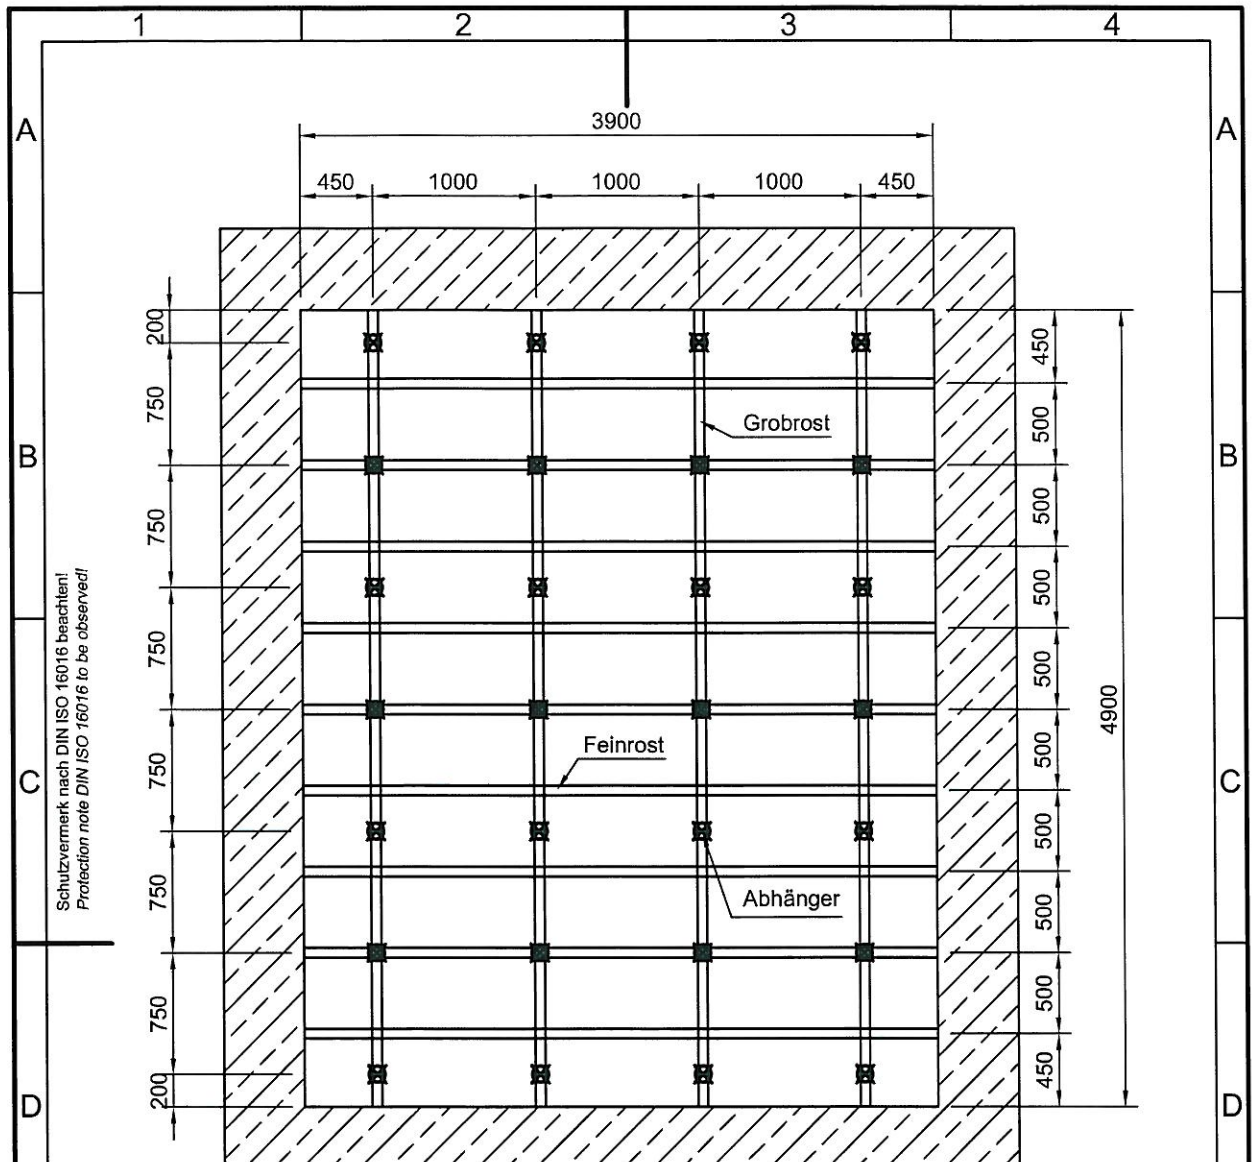 1 2 3 4
A A
3900
450 1000 1000 1000 450
200 450
750 500
Grobrost
B B
750 500
500
Schutzvermerk nach DIN ISO 16016 beachten!
Protection note DIN ISO 16016 to be observed!
750 500
4900
Feinrost
C 750 500 C
500
750 Abhänger 500
750 500
200 450
D D